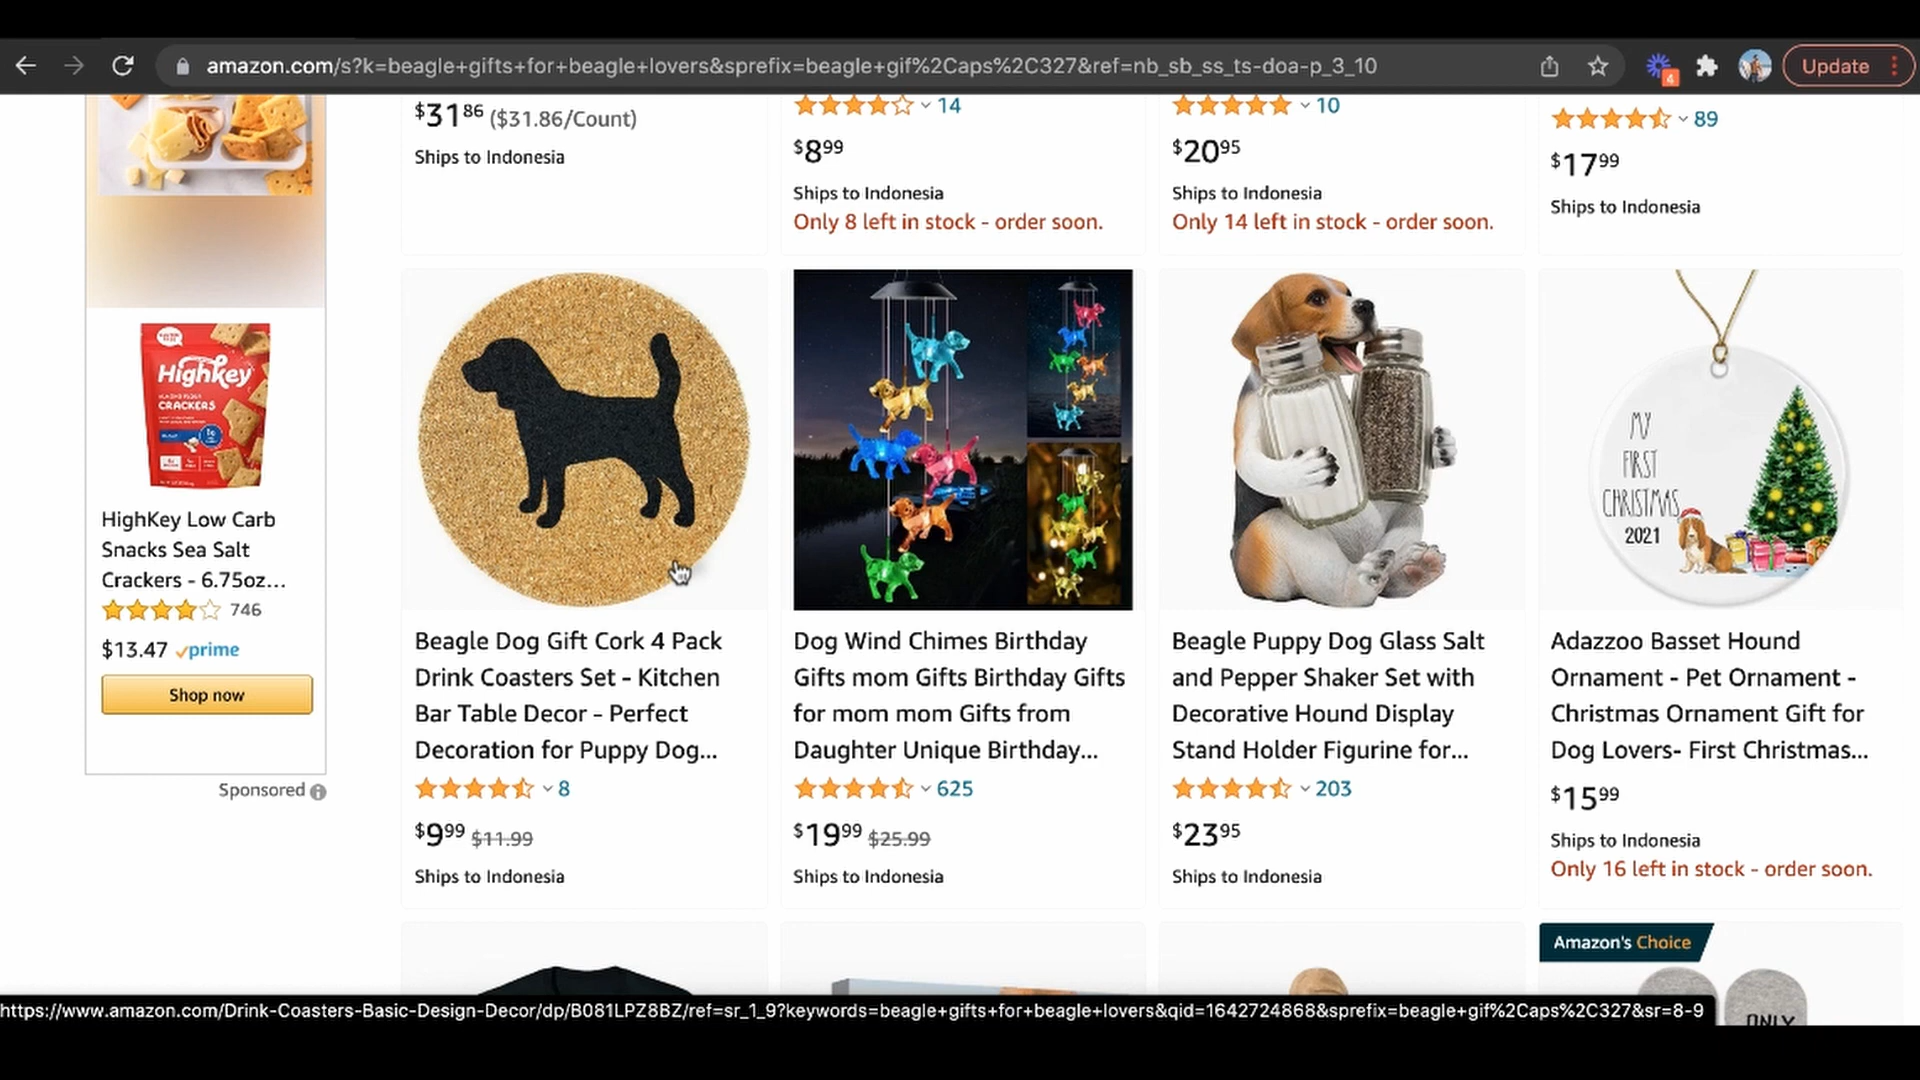 amazon.com/s?k=beagle+gifts+for+beagle+lovers&sprefix=beagle+gif%2Caps%2C327&ref=nb_sb_ss_ts-doa-p_3_10
4
Update
$31 86 ($31.86/Count)
Ships to Indonesia
14
$8 99
Ships to Indonesia
Only 8 left in stock - order soon.
10
$20 95
Ships to Indonesia
Only 14 left in stock - order soon.
89
$17 99
Ships to Indonesia
HighKey
CRACKERS
HighKey Low Carb
Snacks Sea Salt
Crackers - 6.75oz...
746
$13.47 prime
Shop now
Sponsored
Beagle Dog Gift Cork 4 Pack
Drink Coasters Set - Kitchen
Bar Table Decor - Perfect
Decoration for Puppy Dog...
8
$9 99 $11.99
Ships to Indonesia
Dog Wind Chimes Birthday
Gifts mom Gifts Birthday Gifts
for mom mom Gifts from
Daughter Unique Birthday...
625
$19 99 $25.99
Ships to Indonesia
Beagle Puppy Dog Glass Salt
and Pepper Shaker Set with
Decorative Hound Display
Stand Holder Figurine for...
203
$23 95
Ships to Indonesia
MY
FIRST
CHRISTMAS
2021
Adazzoo Basset Hound
Ornament - Pet Ornament -
Christmas Ornament Gift for
Dog Lovers- First Christmas...
$15 99
Ships to Indonesia
Only 16 left in stock - order soon.
Amazon's Choice
ONLY
https://www.amazon.com/Drink-Coasters-Basic-Design-Decor/dp/B081LPZ8BZ/ref=sr_1_9?keywords=beagle+gifts+for+beagle+lovers&qid=1642724868&sprefix=beagle+gif%2Caps%2C327&sr=8-9